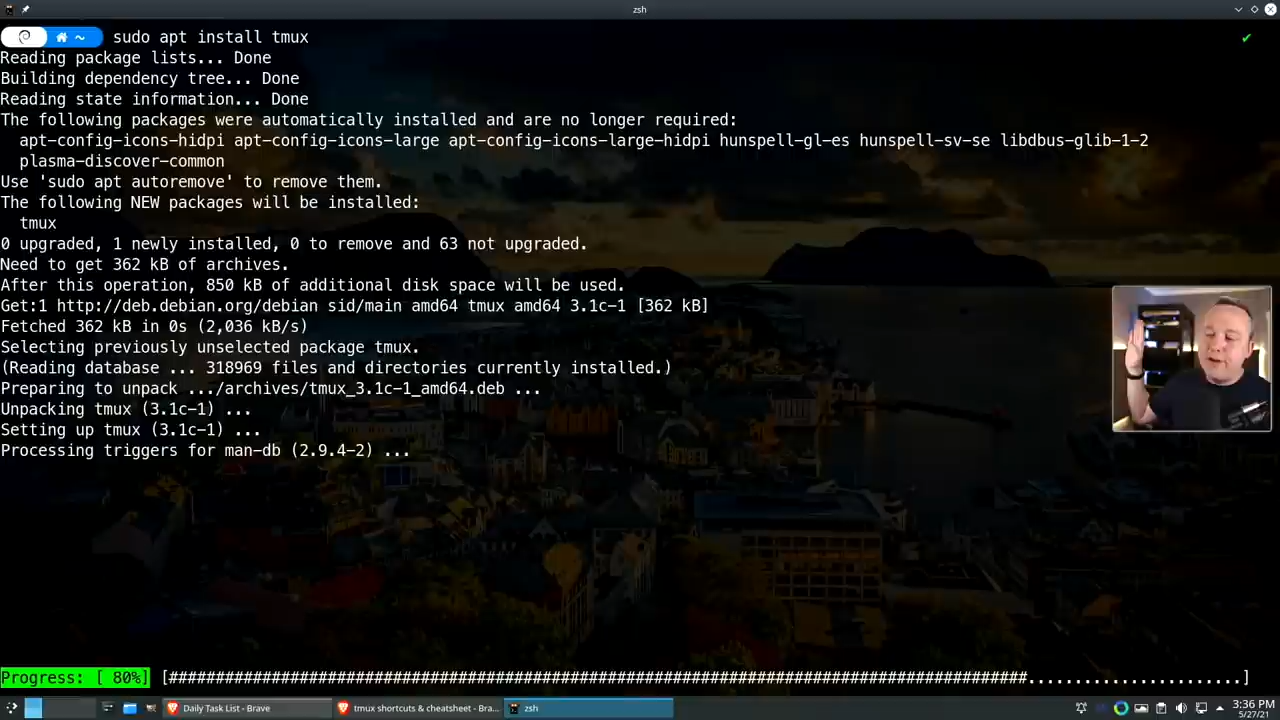 zsh
~ sudo apt install tmux ✔
Reading package lists... Done
Building dependency tree... Done
Reading state information... Done
The following packages were automatically installed and are no longer required:
apt-config-icons-hidpi apt-config-icons-large apt-config-icons-large-hidpi hunspell-gl-es hunspell-sv-se libdbus-glib-1-2
plasma-discover-common
Use 'sudo apt autoremove' to remove them.
The following NEW packages will be installed:
tmux
0 upgraded, 1 newly installed, 0 to remove and 63 not upgraded.
Need to get 362 kB of archives.
After this operation, 850 kB of additional disk space will be used.
Get:1 http://deb.debian.org/debian sid/main amd64 tmux amd64 3.1c-1 [362 kB]
Fetched 362 kB in 0s (2,036 kB/s)
Selecting previously unselected package tmux.
(Reading database ... 318969 files and directories currently installed.)
Preparing to unpack .../archives/tmux_3.1c-1_amd64.deb ...
Unpacking tmux (3.1c-1) ...
Setting up tmux (3.1c-1) ...
Processing triggers for man-db (2.9.4-2) ...
Progress: [ 80%] [############################################################################################.......................]
Daily Task List - Brave
tmux shortcuts & cheatsheet - Bra...
zsh
3:36 PM
5/27/21